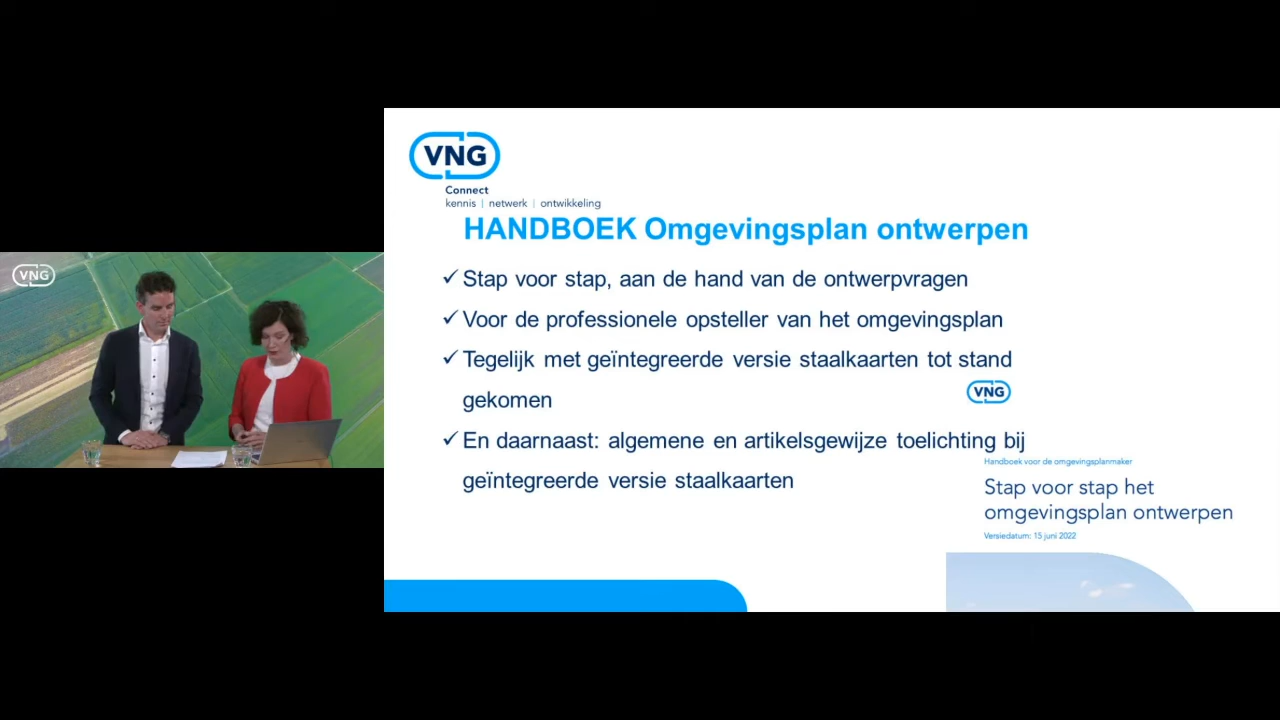 VNG
VNG
Connect
kennis | netwerk | ontwikkeling
HANDBOEK Omgevingsplan ontwerpen
✓ Stap voor stap, aan de hand van de ontwerpvragen
✓ Voor de professionele opsteller van het omgevingsplan
✓ Tegelijk met geïntegreerde versie staalkaarten tot stand
gekomen
VNG
✓ En daarnaast: algemene en artikelsgewijze toelichting bij
geïntegreerde versie staalkaarten
Handboek voor de omgevingsplanmaker
Stap voor stap het
omgevingsplan ontwerpen
Versiedatum: 15 juni 2022